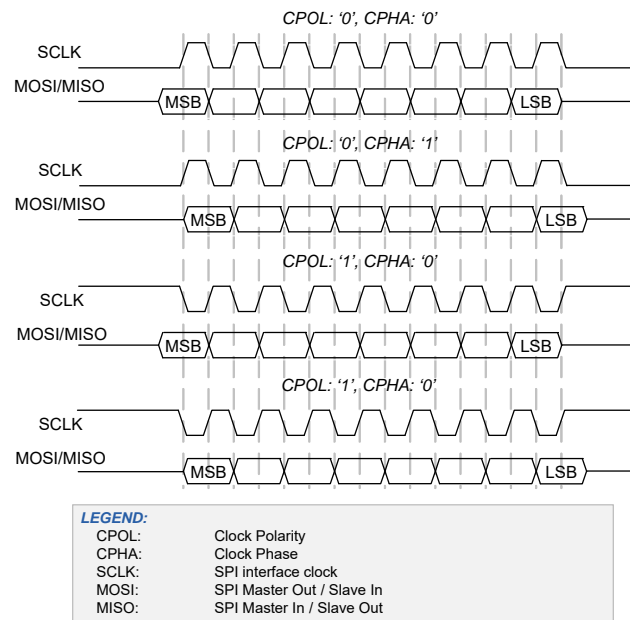 CPOL: '0', CPHA: '0'
SCLK
MOSI/MISO
MSB LSB
CPOL: '0', CPHA: '1'
SCLK
MOSI/MISO
MSB LSB
CPOL: '1', CPHA: '0'
SCLK
MOSI/MISO
MSB LSB
CPOL: '1', CPHA: '0'
SCLK
MOSI/MISO
MSB LSB
LEGEND:
CPOL: Clock Polarity
CPHA: Clock Phase
SCLK: SPI interface clock
MOSI: SPI Master Out / Slave In
MISO: SPI Master In / Slave Out